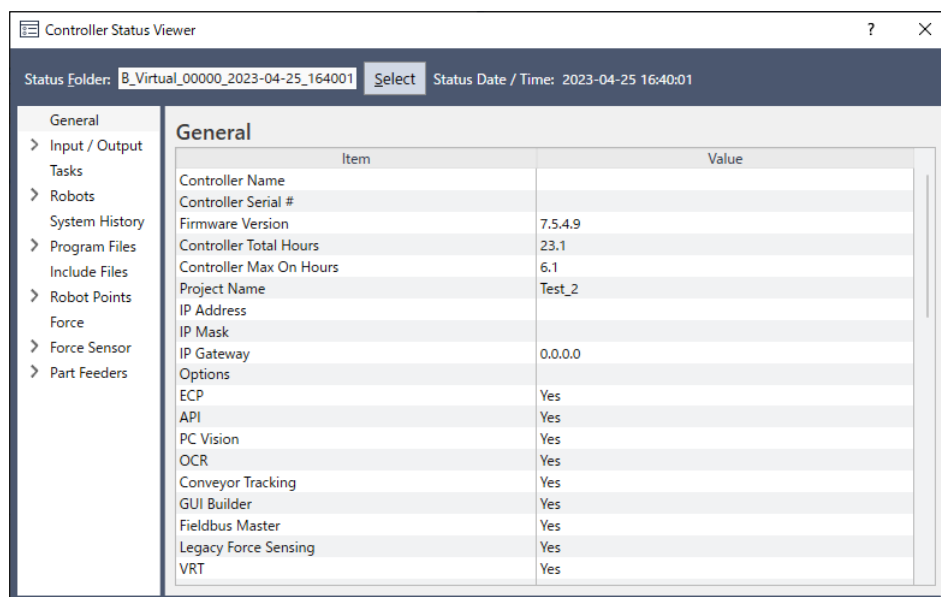 Controller Status Viewer ? ×
Status Folder: B_Virtual_00000_2023-04-25_164001 Select Status Date / Time: 2023-04-25 16:40:01
General
Input / Output
Tasks
Robots
System History
Program Files
Include Files
Robot Points
Force
Force Sensor
Part Feeders
General
Item Value
Controller Name
Controller Serial #
Firmware Version 7.5.4.9
Controller Total Hours 23.1
Controller Max On Hours 6.1
Project Name Test_2
IP Address
IP Mask
IP Gateway 0.0.0.0
Options
ECP Yes
API Yes
PC Vision Yes
OCR Yes
Conveyor Tracking Yes
GUI Builder Yes
Fieldbus Master Yes
Legacy Force Sensing Yes
VRT Yes